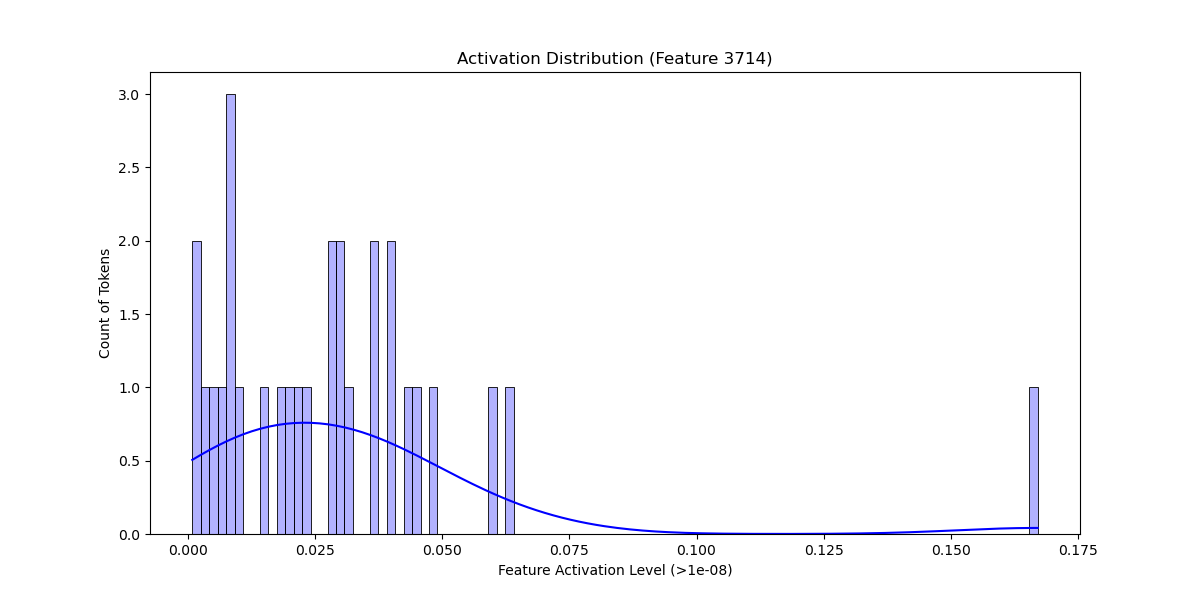 Activation Distribution (Feature 3714)
3.0
2.5
2.0
1.5
1.0
0.5
0.0
Count of Tokens
0.000 0.025 0.050 0.075 0.100 0.125 0.150 0.175
Feature Activation Level (>1e-08)